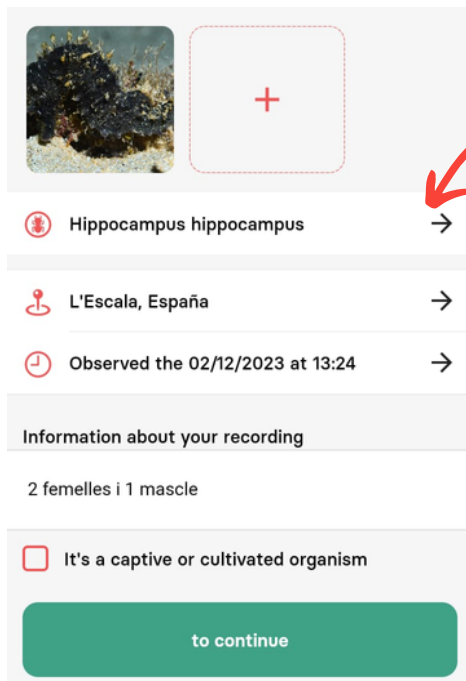 Hippocampus hippocampus
L'Escala, España
Observed the 02/12/2023 at 13:24
Information about your recording
2 femelles i 1 mascle
It's a captive or cultivated organism
to continue